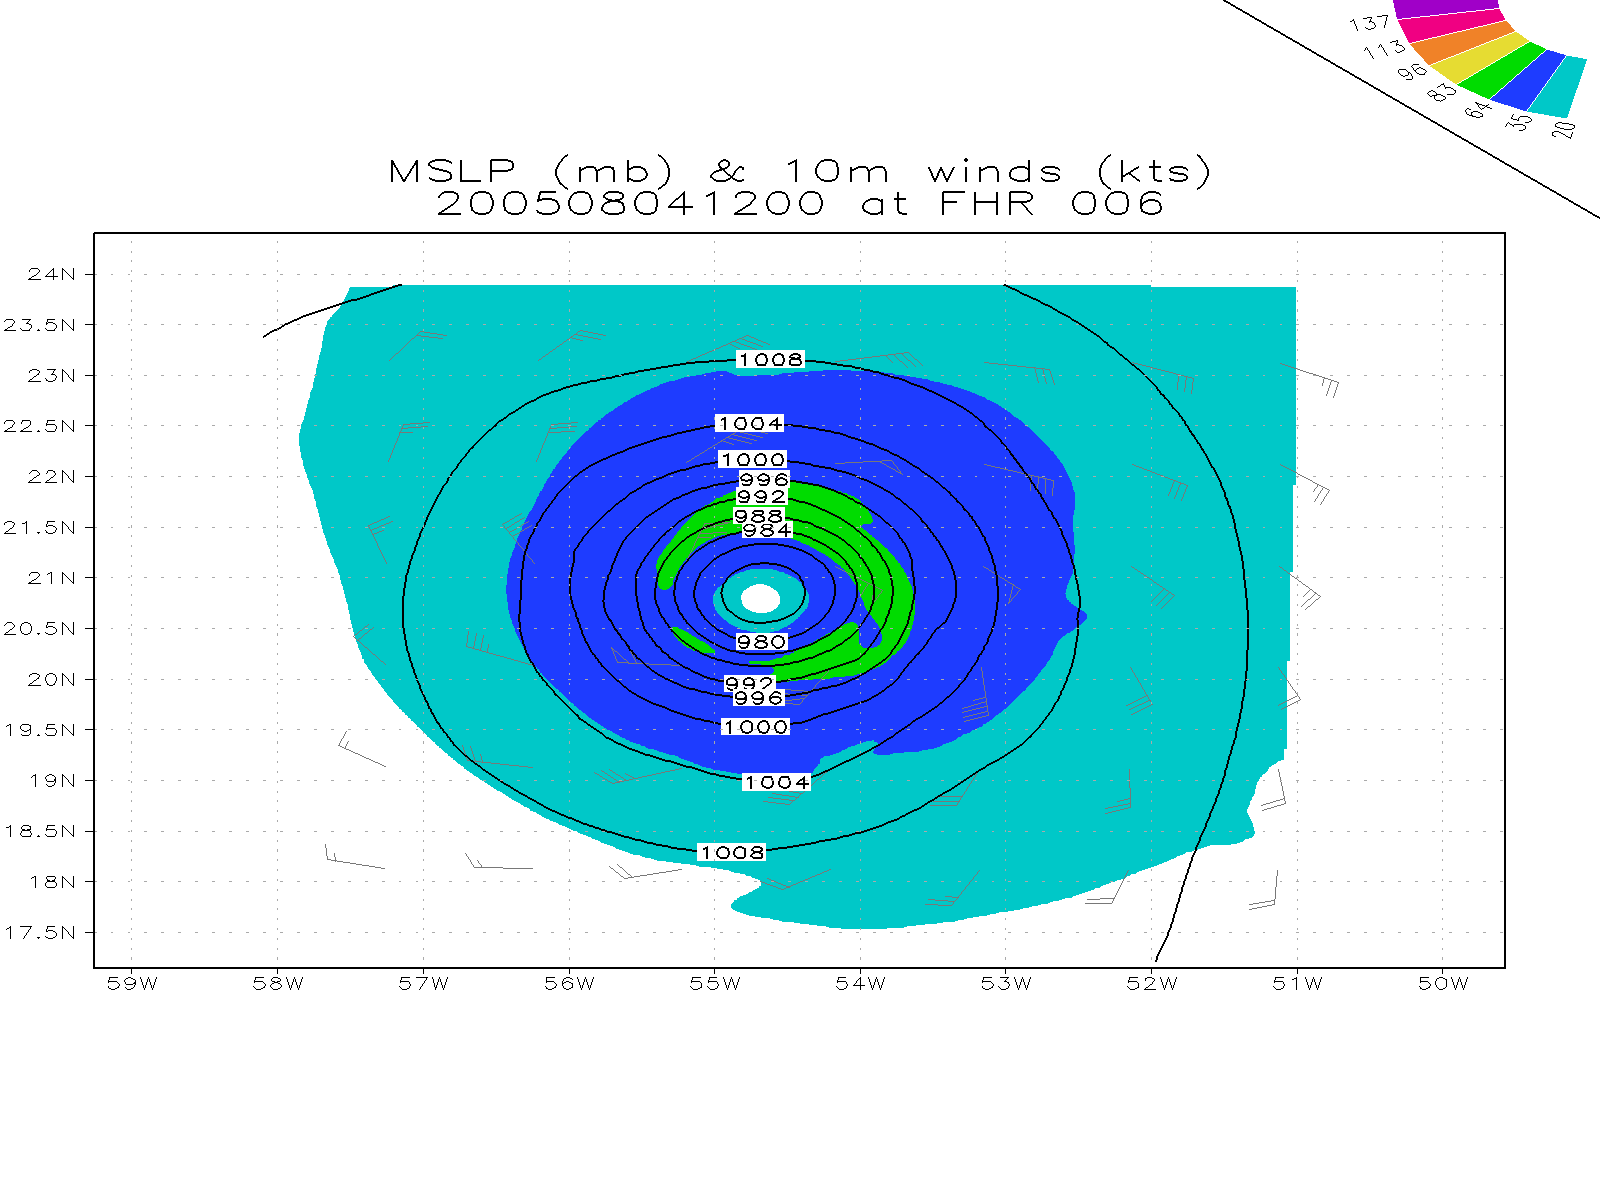 137
113
96
83
64
35
20
MSLP (mb) & 10m winds (kts)
200508041200 at FHR 006
24N
23.5N
23N
22.5N
22N
21.5N
21N
20.5N
20N
19.5N
19N
18.5N
18N
17.5N
1008
1004
1000
996
992
988
984
980
992
996
1000
1004
1008
59W 58W 57W 56W 55W 54W 53W 52W 51W 50W